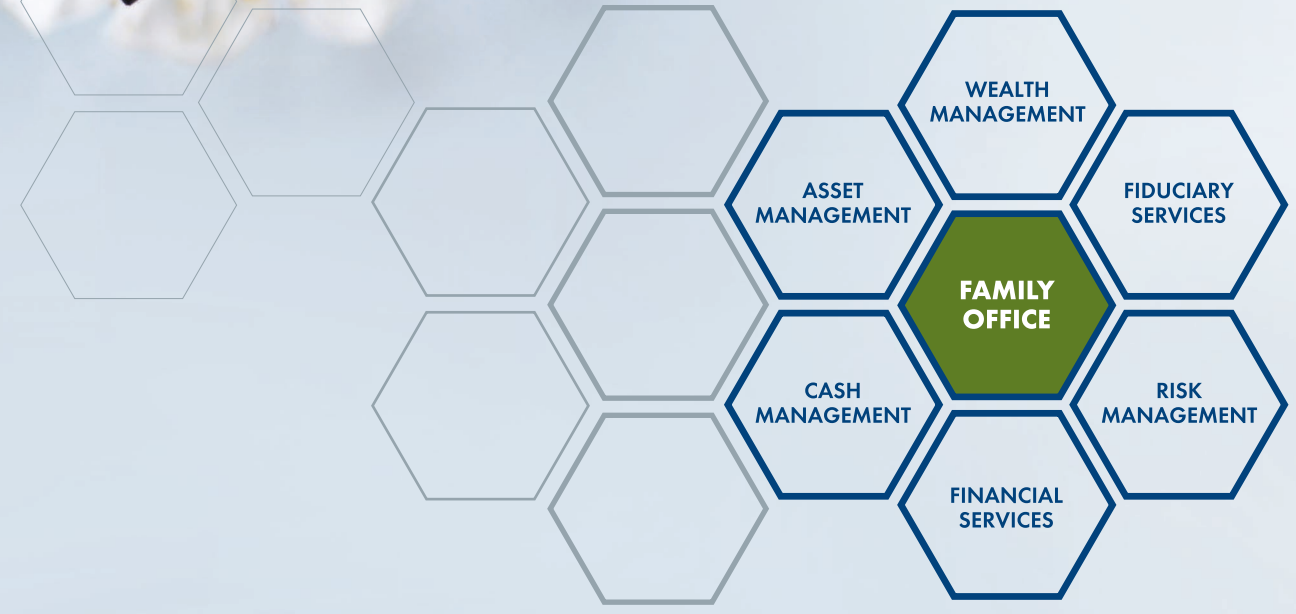 WEALTH
MANAGEMENT
ASSET
MANAGEMENT
FIDUCIARY
SERVICES
FAMILY
OFFICE
CASH
MANAGEMENT
RISK
MANAGEMENT
FINANCIAL
SERVICES